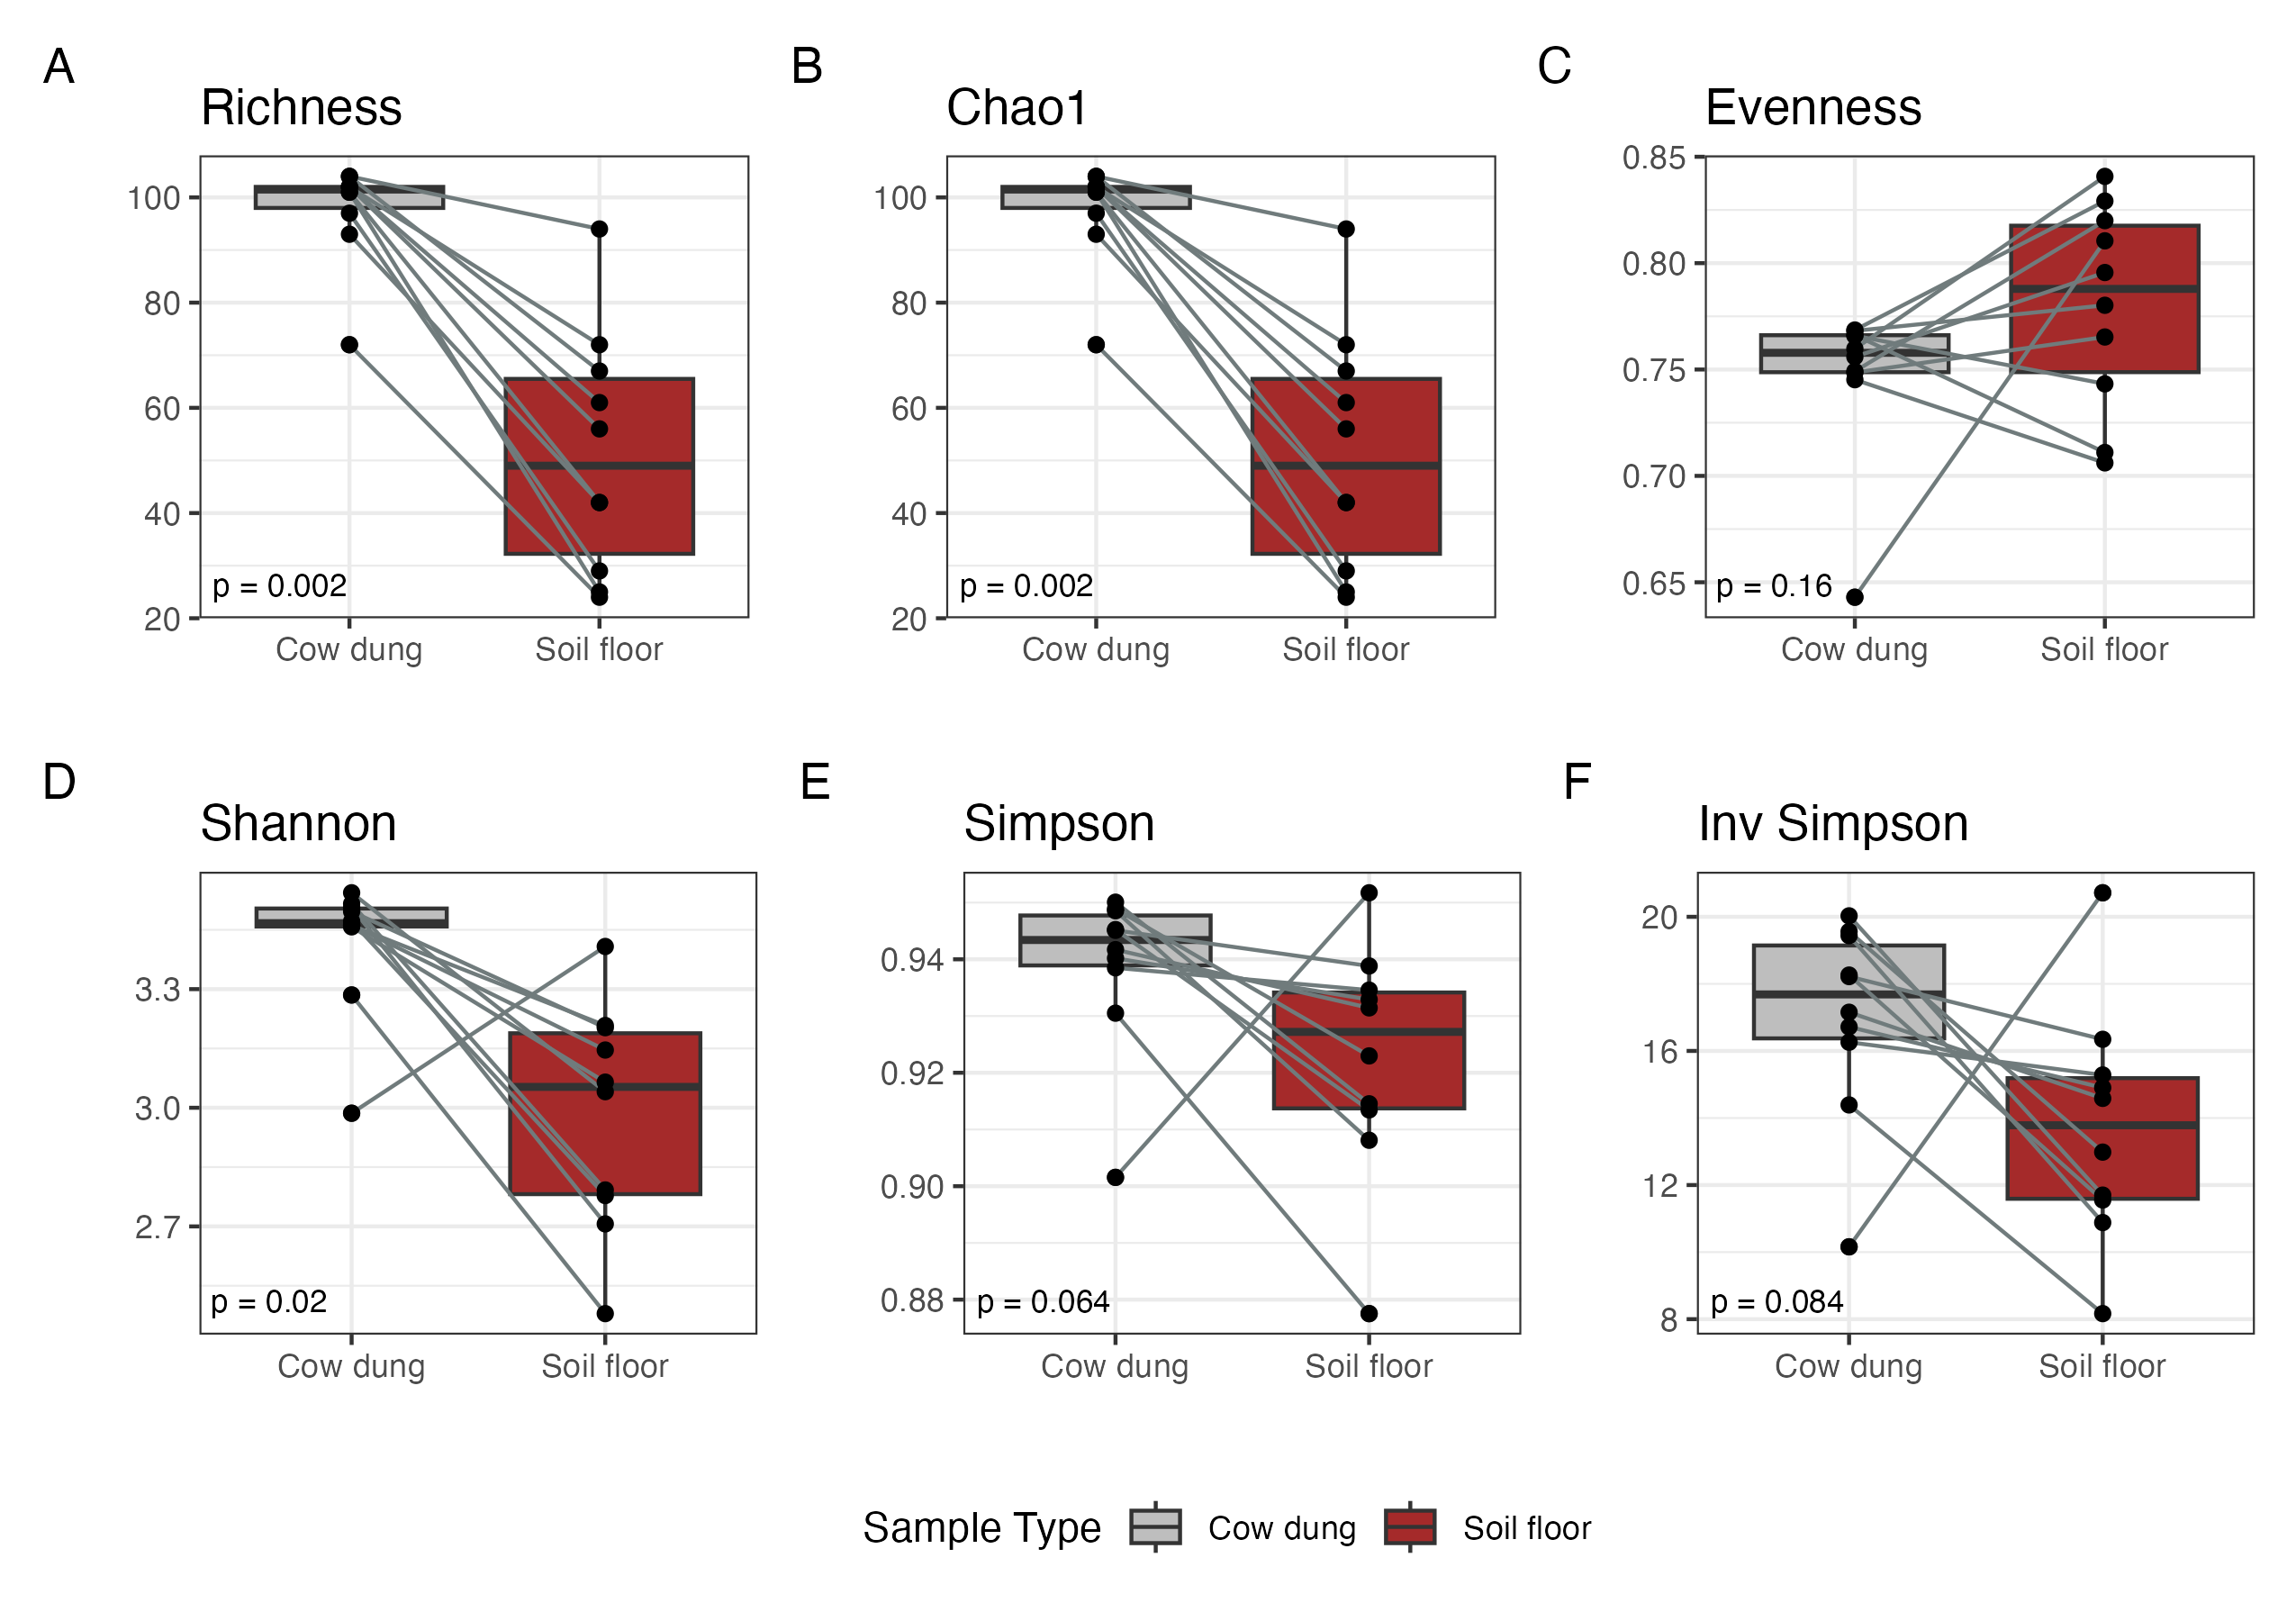 A
Richness
100
80
60
40
20
p = 0.002
Cow dung
Soil floor
B
Chao1
100
80
60
40
20
p = 0.002
Cow dung
Soil floor
C
Evenness
0.85
0.80
0.75
0.70
0.65
p = 0.16
Cow dung
Soil floor
D
Shannon
3.3
3.0
2.7
p = 0.02
Cow dung
Soil floor
E
Simpson
0.94
0.92
0.90
0.88
p = 0.064
Cow dung
Soil floor
F
Inv Simpson
20
16
12
8
p = 0.084
Cow dung
Soil floor
Sample Type Cow dung Soil floor